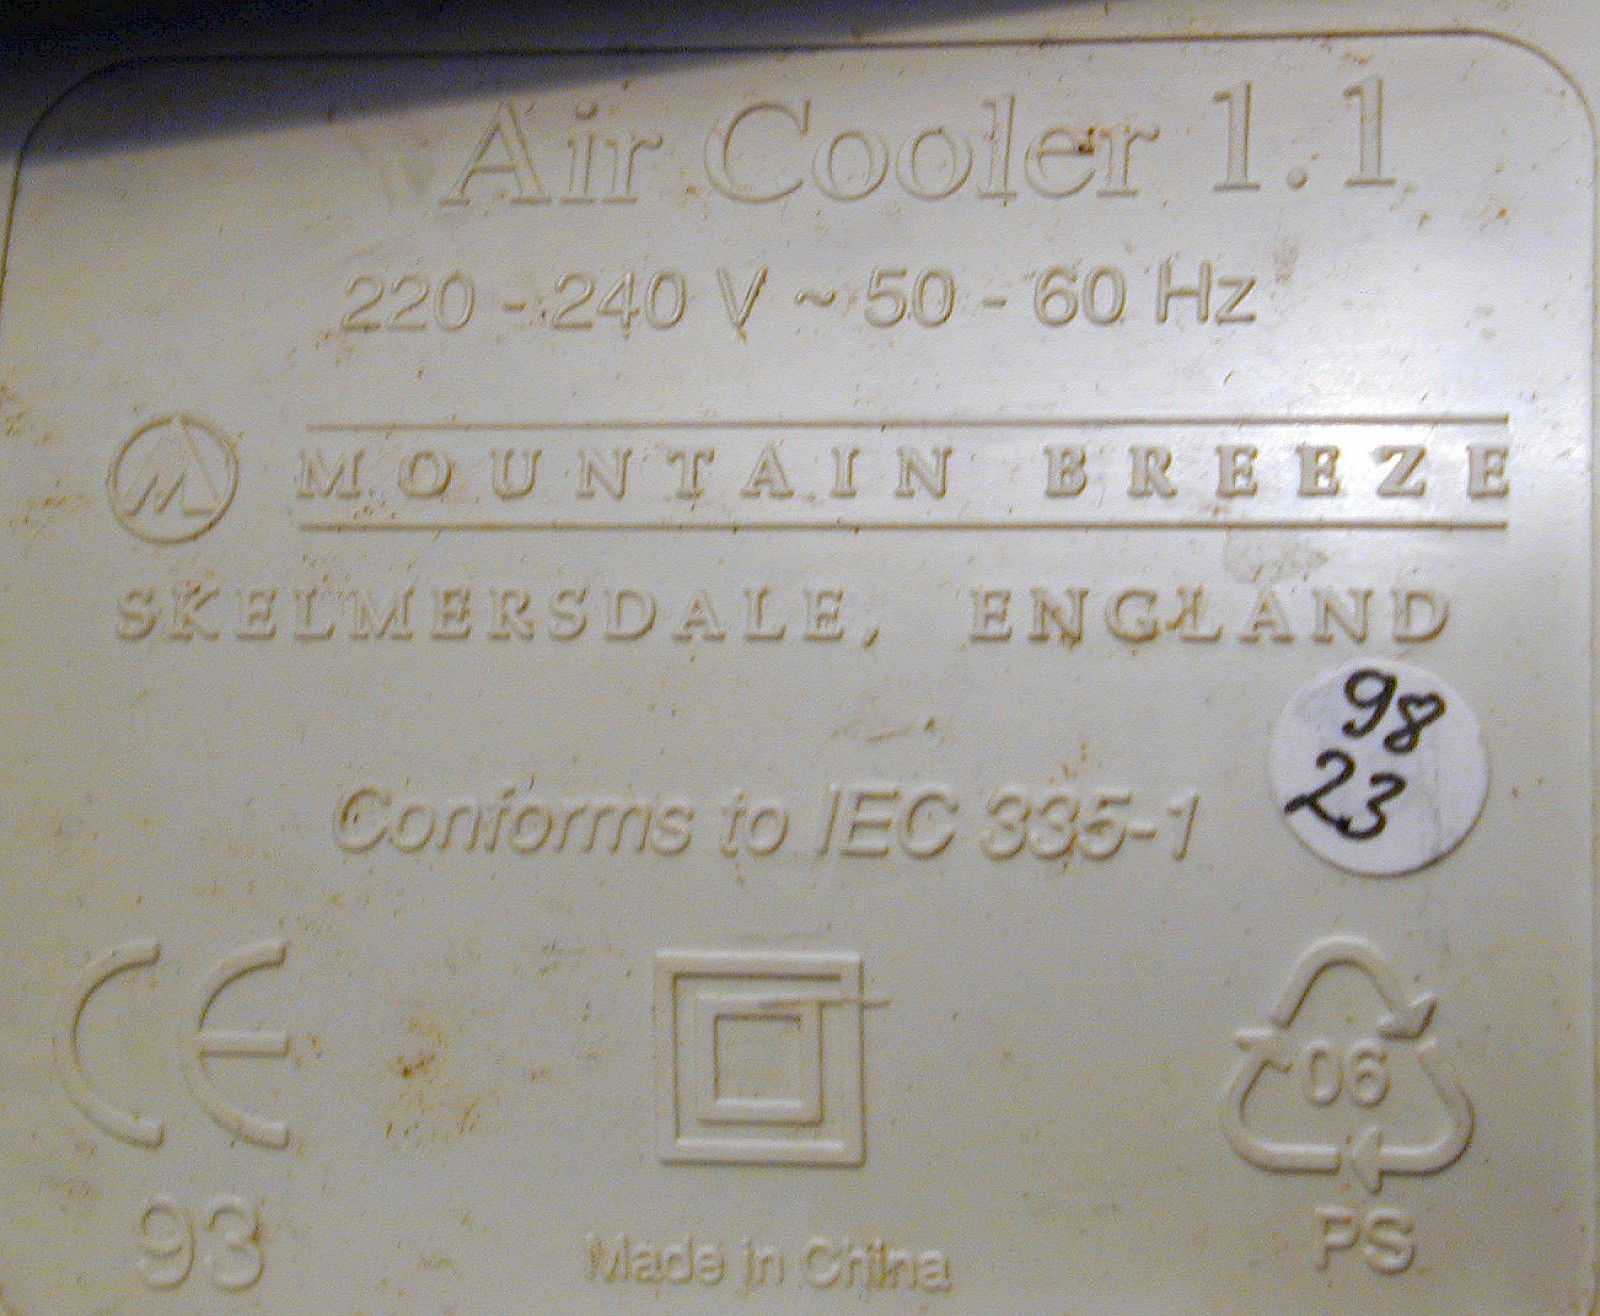 Air Cooler 1.1
220 - 240 V ~ 50 - 60 Hz
MOUNTAIN BREEZE
SKELMERSDALE, ENGLAND
98
23
Conforms to IEC 335-1
CE
06
93
Made in China
PS